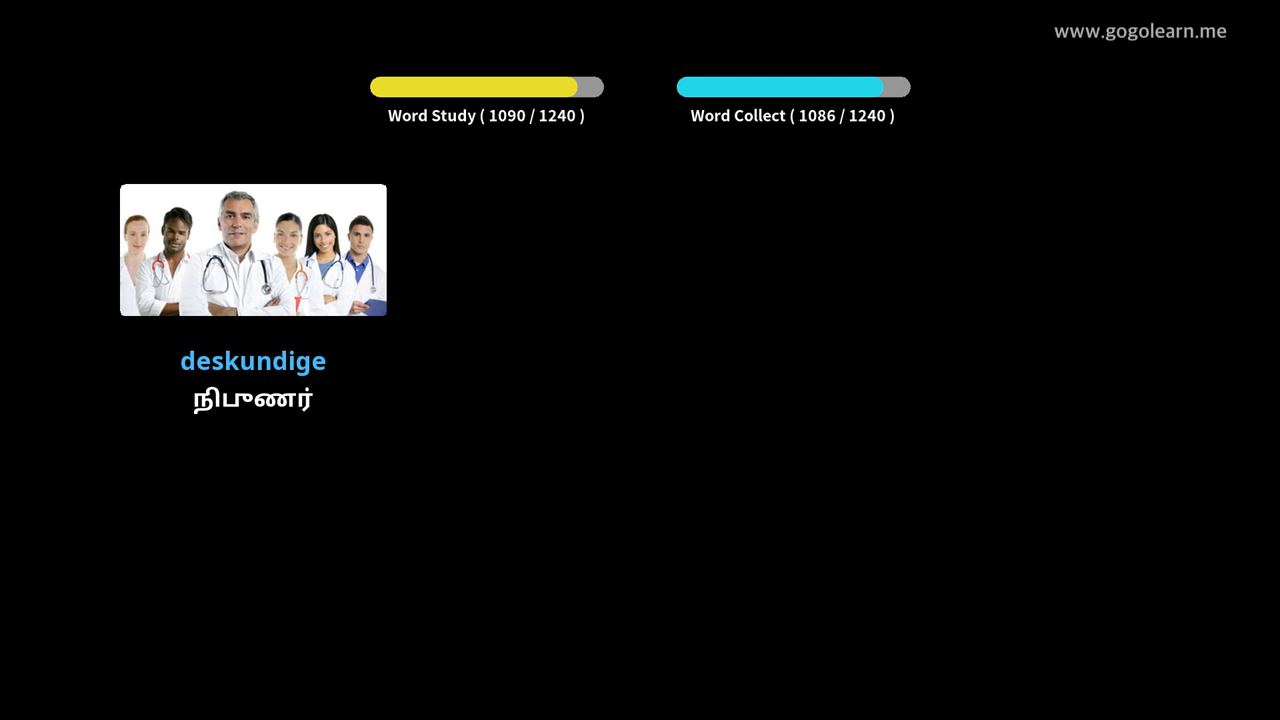 www.gogolearn.me
Word Study ( 1090 / 1240 )
Word Collect ( 1086 / 1240 )
deskundige
நிபுணர்